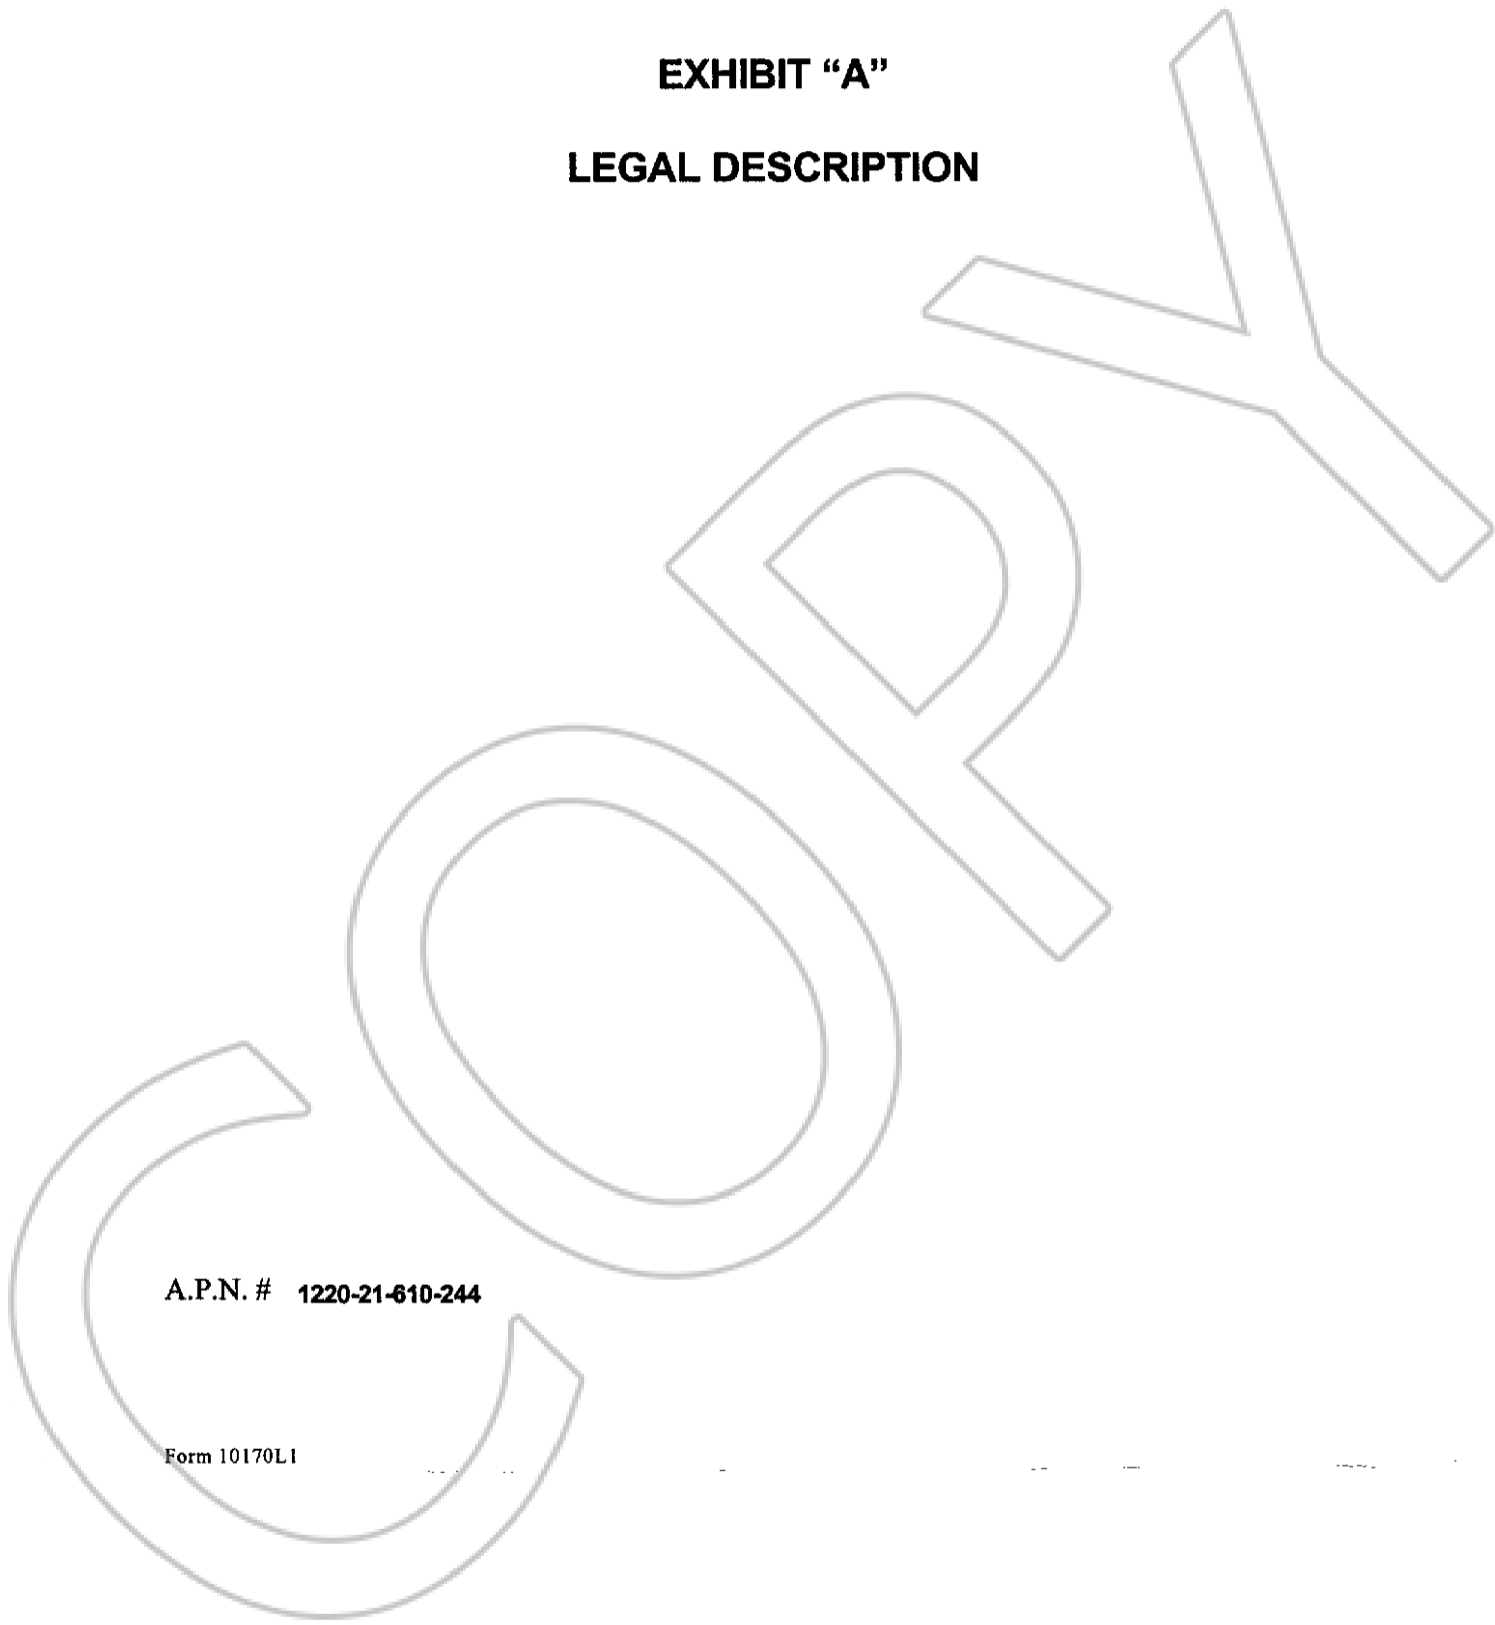 EXHIBIT “A”
LEGAL DESCRIPTION
COPY
A.P.N. # 1220-21-610-244
Form 10170L1